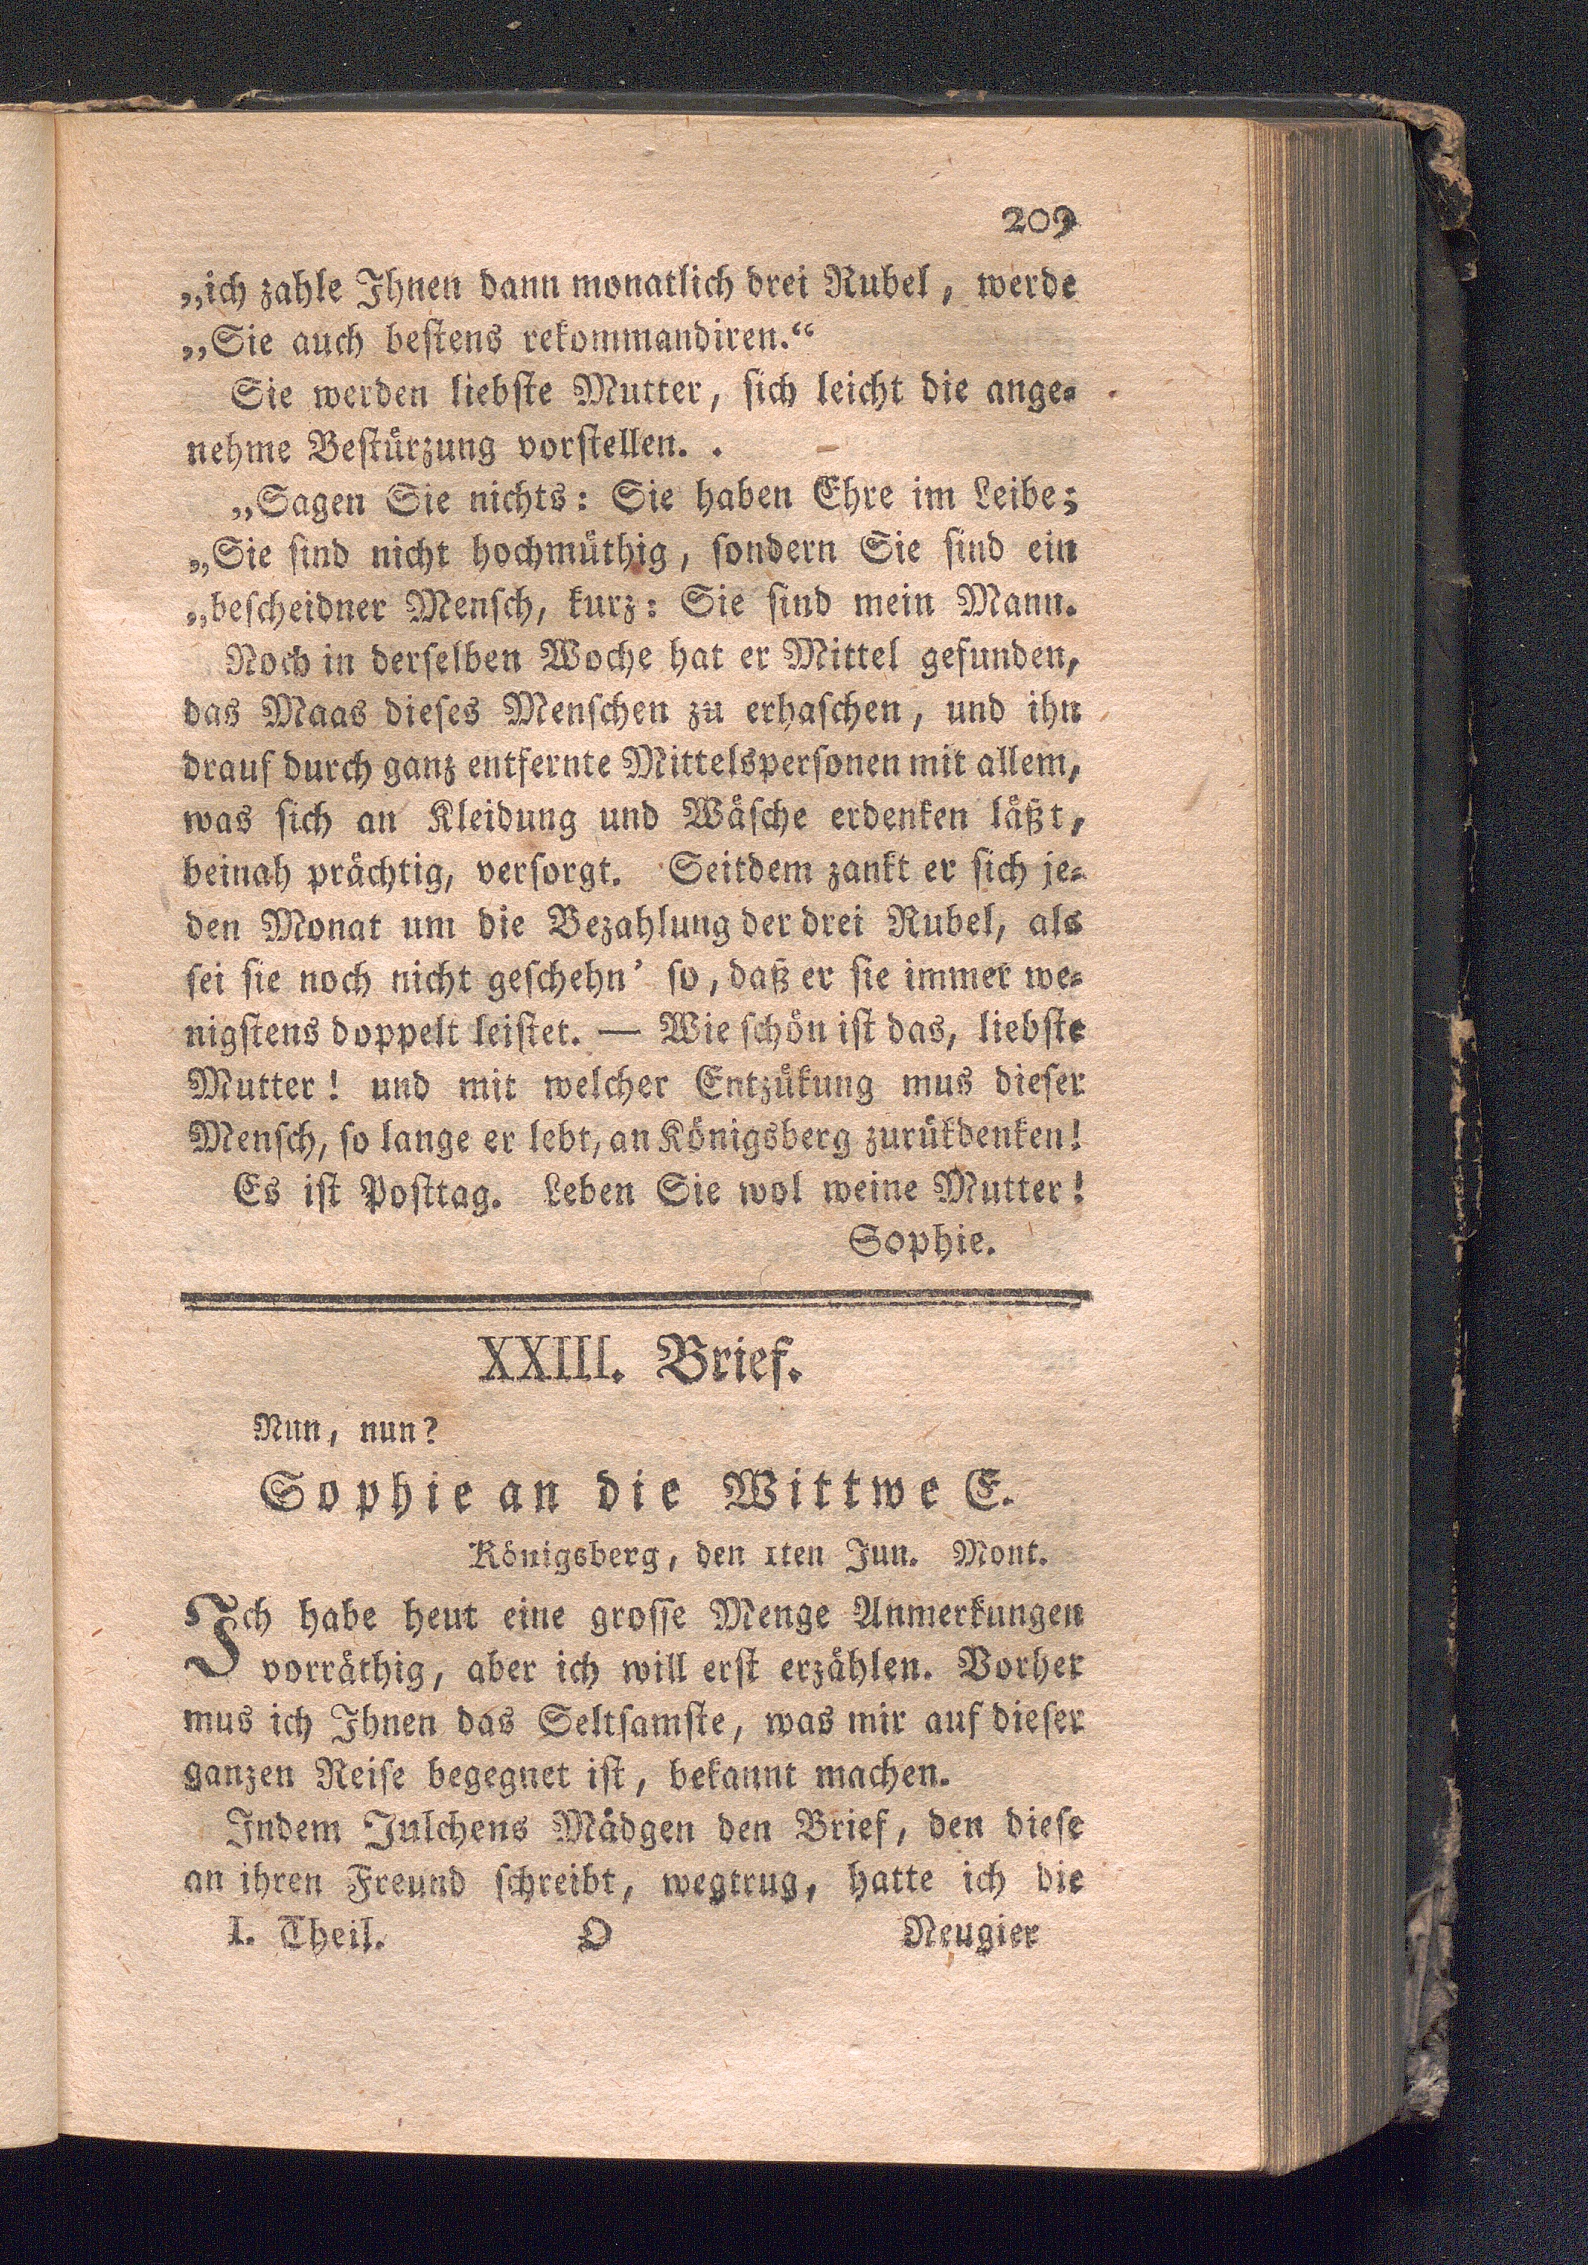 209
„ich zahle Ihnen dann monatlich drei Rubel, werde
„Sie auch bestens rekommandiren.“
Sie werden liebste Mutter, sich leicht die ange-
nehme Bestürzung vorstellen. .
„Sagen Sie nichts: Sie haben Ehre im Leibe;
„Sie sind nicht hochmüthig, sondern Sie sind ein
„bescheidner Mensch, kurz: Sie sind mein Mann.
Noch in derselben Woche hat er Mittel gefunden,
das Maas dieses Menschen zu erhaschen, und ihn
drauf durch ganz entfernte Mittelspersonen mit allem,
was sich an Kleidung und Wäsche erdenken läßt,
beinah prächtig, versorgt. Seitdem zankt er sich je-
den Monat um die Bezahlung der drei Rubel, als
sei sie noch nicht geschehn’ so, daß er sie immer we-
nigstens doppelt leistet. — Wie schön ist das, liebste
Mutter! und mit welcher Entzükung mus dieser
Mensch, so lange er lebt, an Königsberg zurükdenken!
Es ist Posttag. Leben Sie wol weine Mutter!
Sophie.
XXIII. Brief.
Nun, nun?
Sophie an die Wittwe E.
Königsberg, den 1ten Jun. Mont.
Ich habe heut eine grosse Menge Anmerkungen
vorräthig, aber ich will erst erzählen. Vorher
mus ich Ihnen das Seltsamste, was mir auf dieser
ganzen Reise begegnet ist, bekannt machen.
Indem Julchens Mädgen den Brief, den diese
an ihren Freund schreibt, wegtrug, hatte ich die
I. Theil. O Neugier